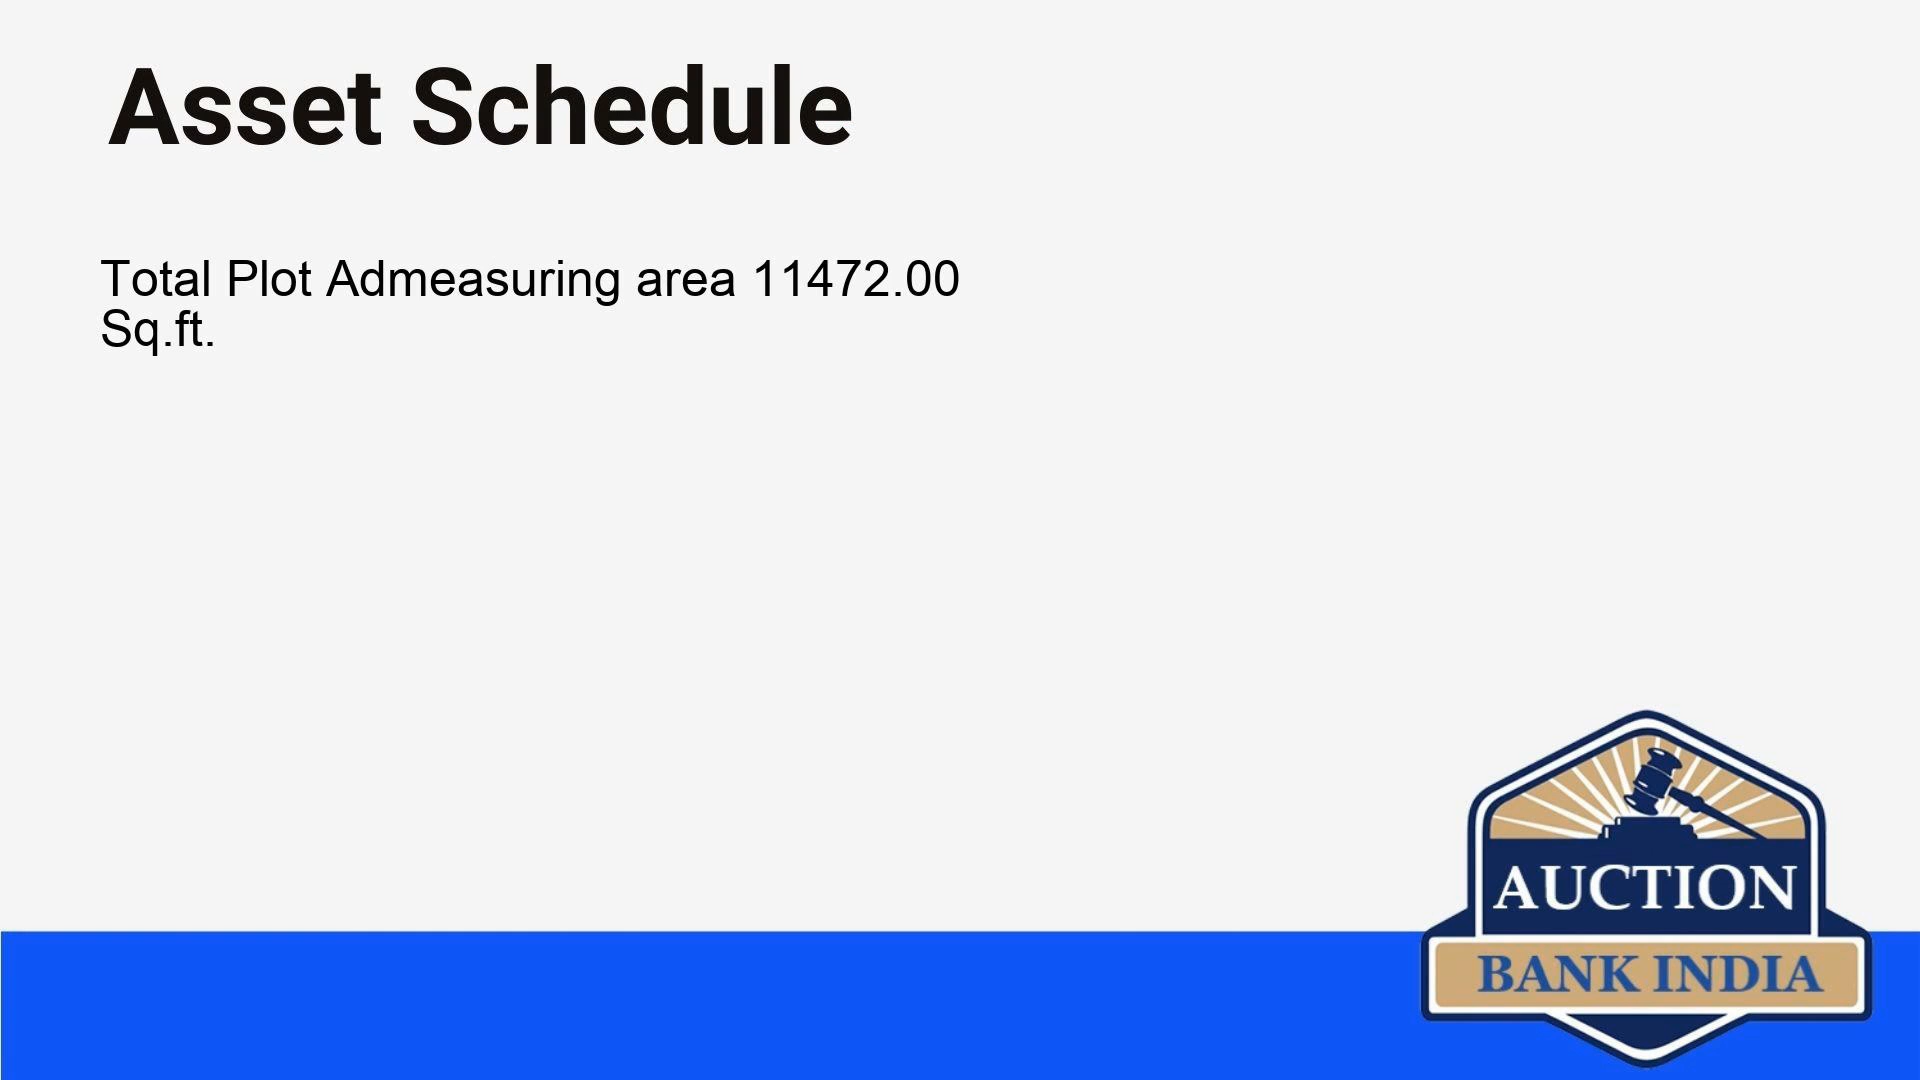 Asset Schedule
Total Plot Admeasuring area 11472.00
Sq.ft.
AUCTION
BANK INDIA